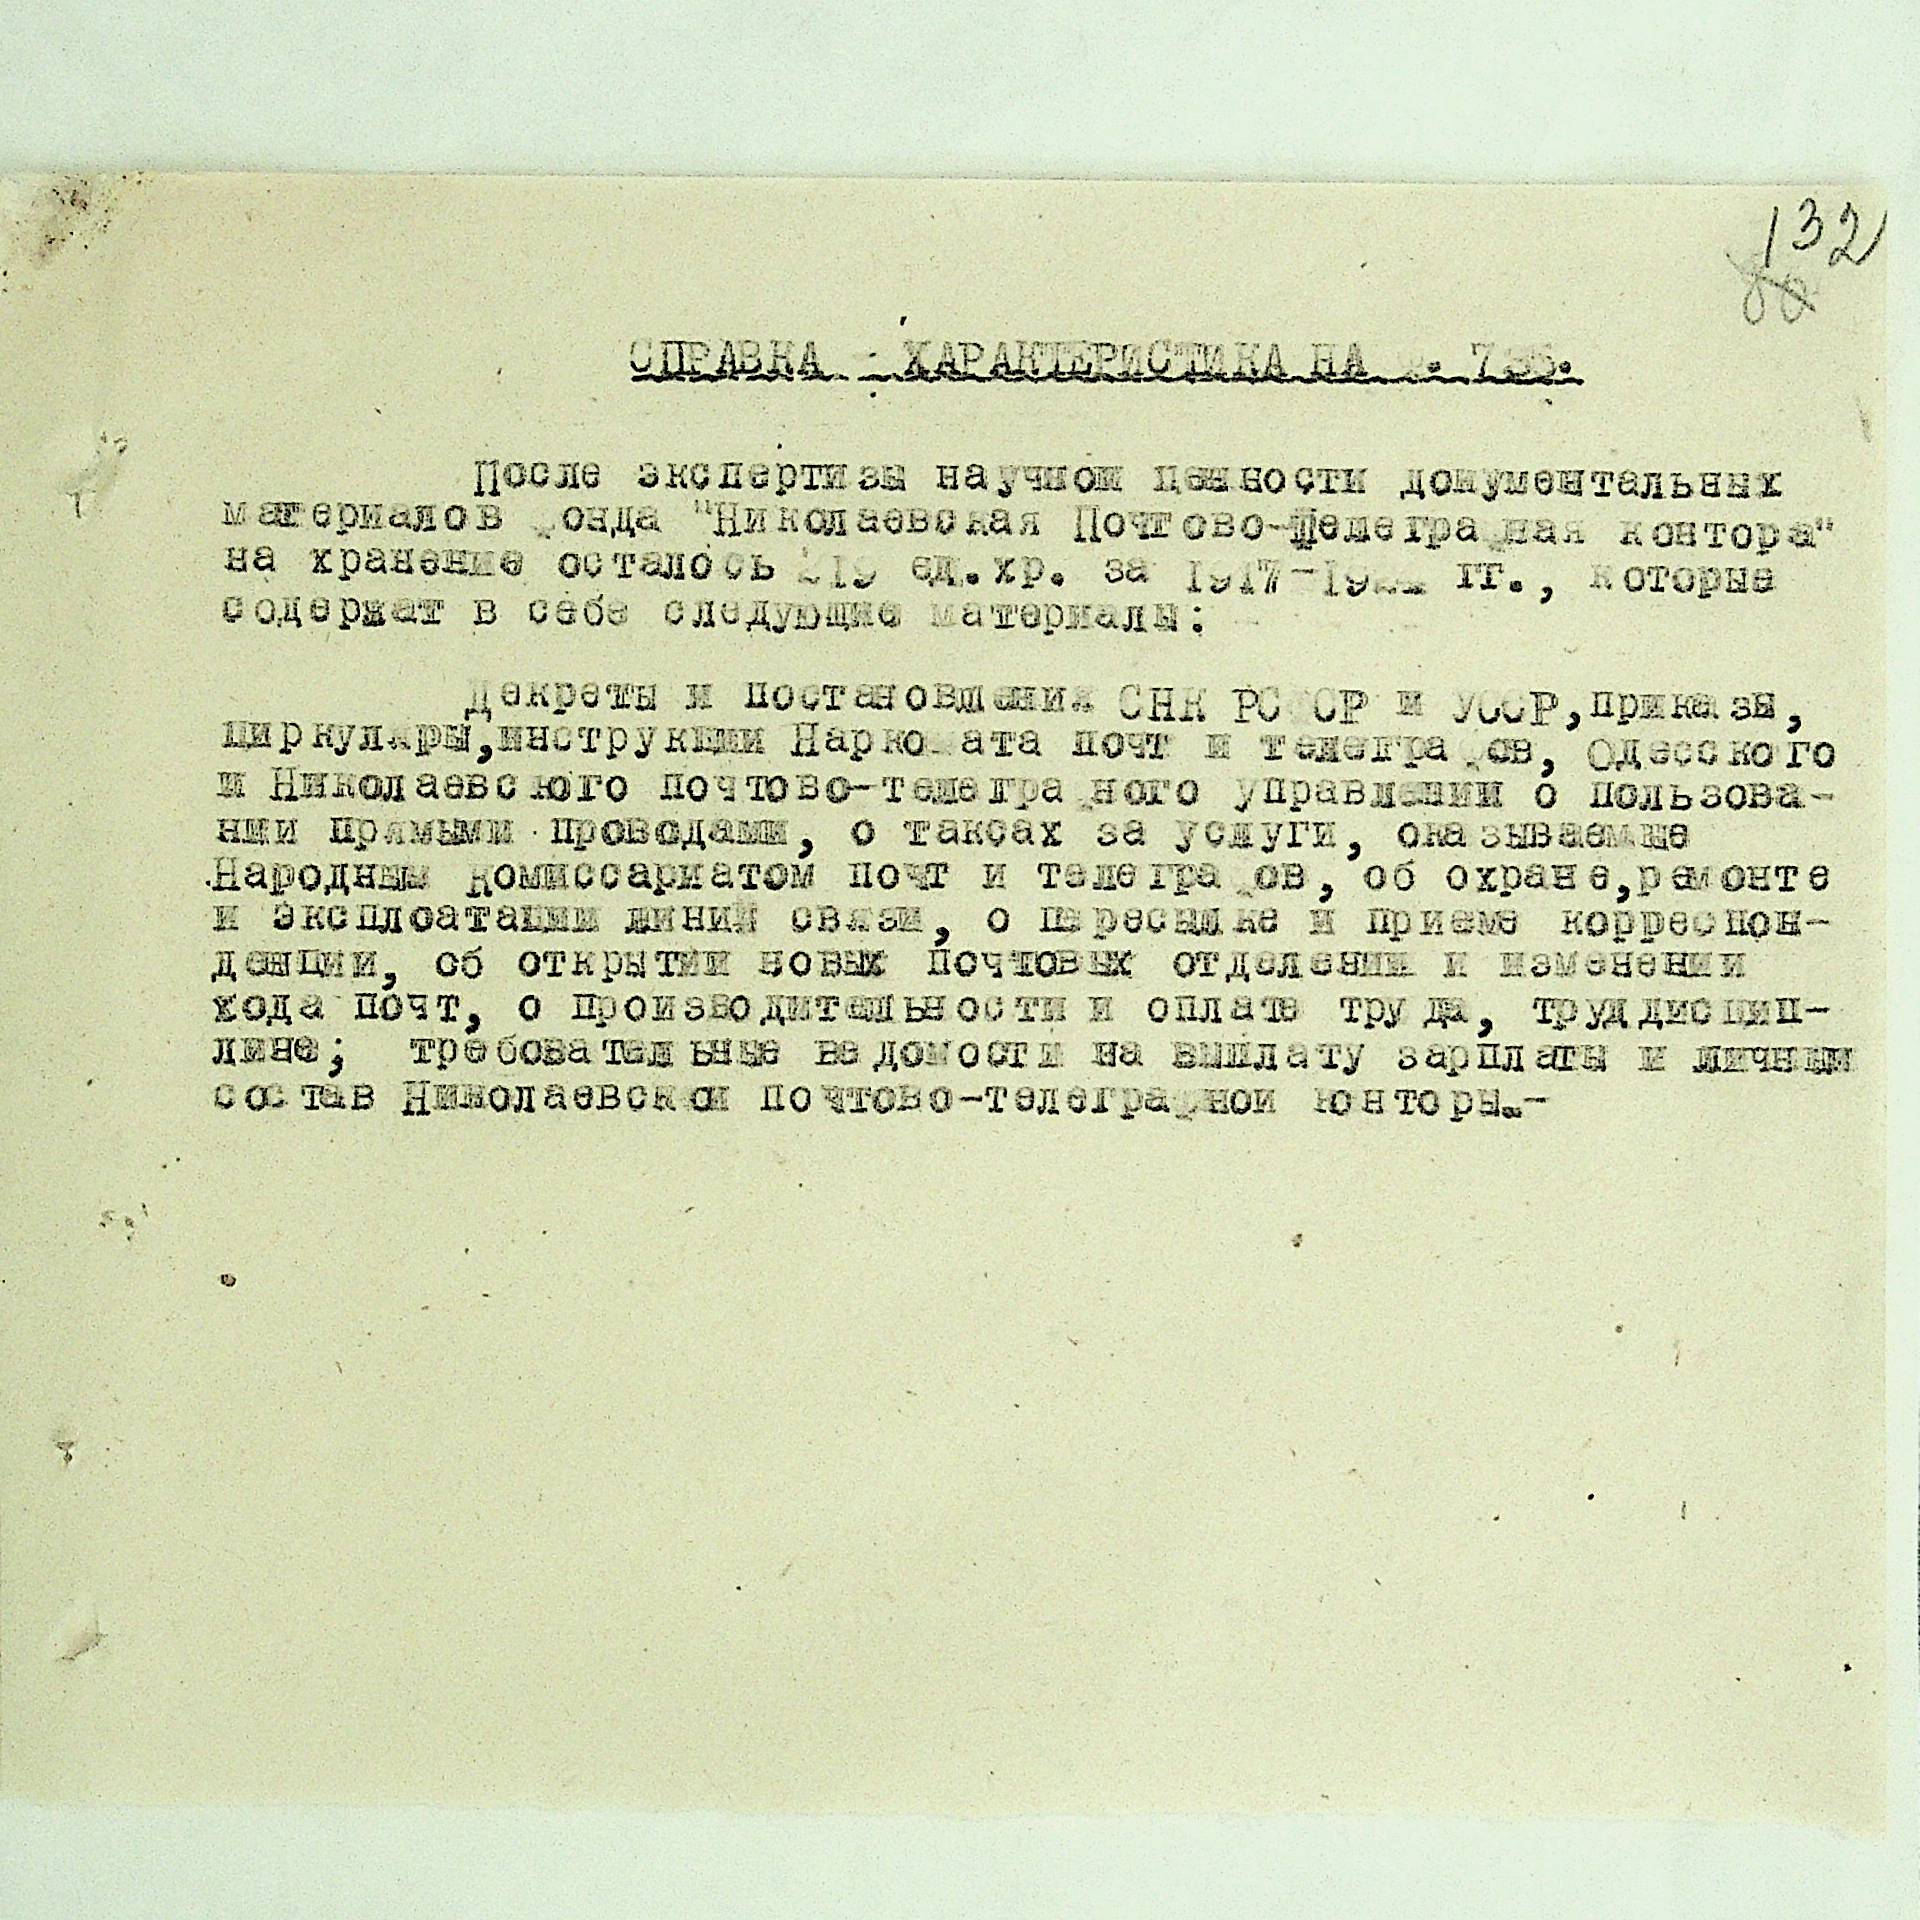 132
СПРАВКА - ХАРАКТЕРИСТИКА НА
После экспертизы научной ценности документальных
материалов фонда "Николаевская Почтово-Телеграфная контора"
на хранение осталось ед.хр. за гг., которые
содержат в себе следующие материалы:
Декреты и постановления СНК РСФСР и УССР, приказы,
циркуляры, инструкции Наркомата почт и телеграфов, Одесского
и Николаевского почтово-телеграфного управлений о пользова-
нии прямыми проводами, о таксах за услуги, оказываемые
Народным Комиссариатом почт и телеграфов, об охране, ремонте
и эксплоатации линий связи, о пересылке и приеме корреспон-
денции, об открытии новых почтовых отделений и изменении
хода почт, о производительности и оплате труда, труддисцип-
лине; требовательные ведомости на выплату зарплаты и личный
состав Николаевской почтово-телеграфной конторы.-